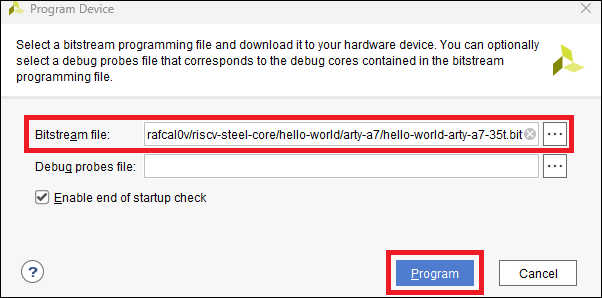 Program Device
Select a bitstream programming file and download it to your hardware device. You can optionally
select a debug probes file that corresponds to the debug cores contained in the bitstream
programming file.
Bitstream file: rafcal0v/riscv-steel-core/hello-world/arty-a7/hello-world-arty-a7-35t.bit ...
Debug probes file: ...
Enable end of startup check
? Program Cancel